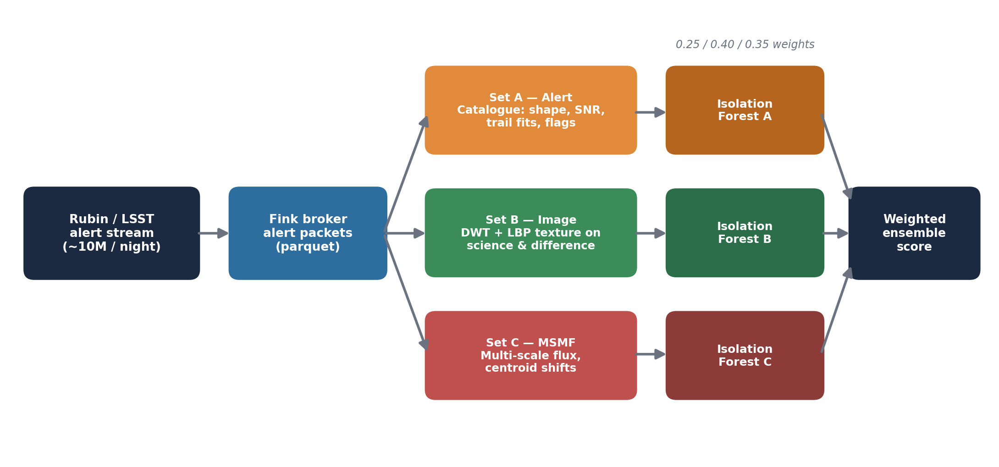 0.25 / 0.40 / 0.35 weights
Rubin / LSST
alert stream
(~10M / night)
Fink broker
alert packets
(parquet)
Set A — Alert
Catalogue: shape, SNR,
trail fits, flags
Isolation
Forest A
Set B — Image
DWT + LBP texture on
science & difference
Isolation
Forest B
Set C — MSMF
Multi-scale flux,
centroid shifts
Isolation
Forest C
Weighted
ensemble
score